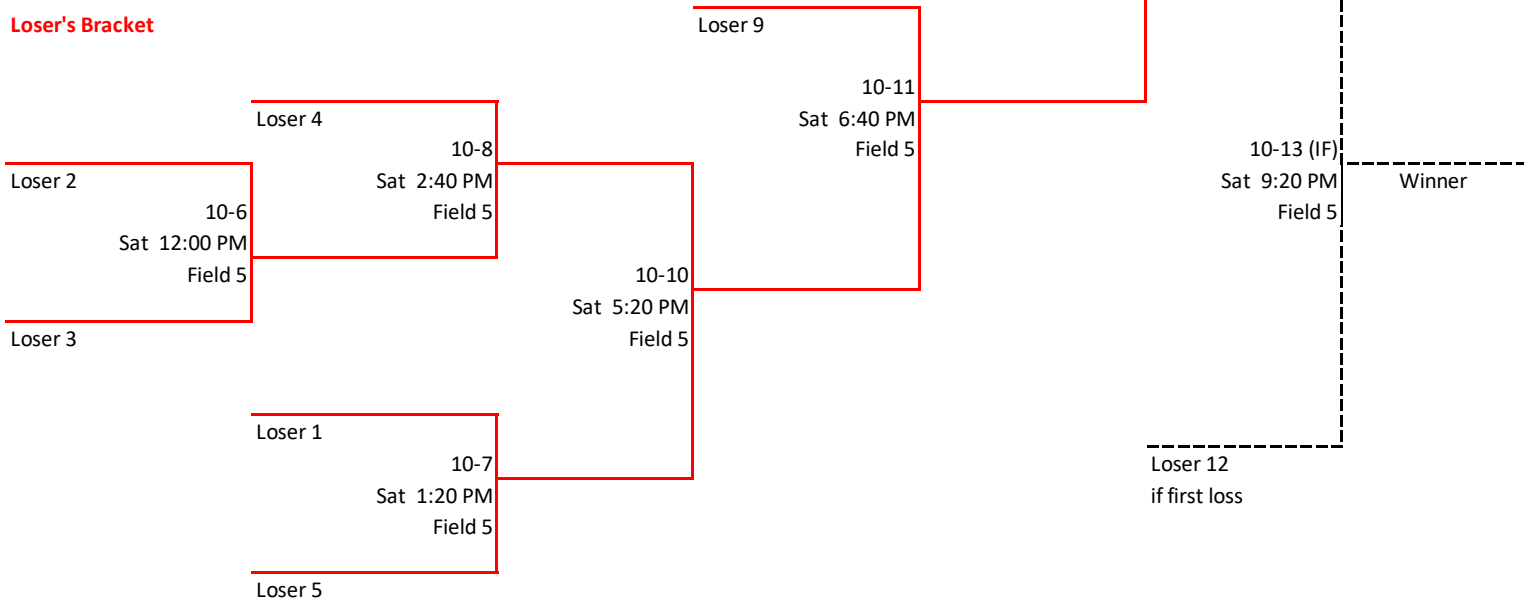 Loser's Bracket
Loser 9
10-11
Sat 6:40 PM
Field 5
Loser 4
10-8
Sat 2:40 PM
Field 5
Loser 2
10-6
Sat 12:00 PM
Field 5
Loser 3
10-10
Sat 5:20 PM
Field 5
Loser 1
10-7
Sat 1:20 PM
Field 5
Loser 5
10-13 (IF)
Sat 9:20 PM
Field 5
Winner
Loser 12
if first loss